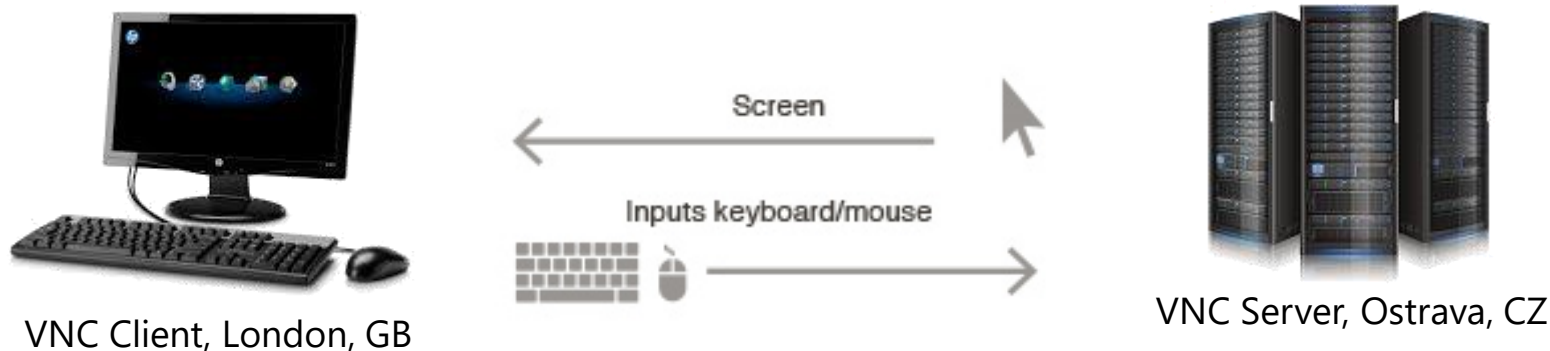 Screen
Inputs keyboard/mouse
VNC Client, London, GB
VNC Server, Ostrava, CZ